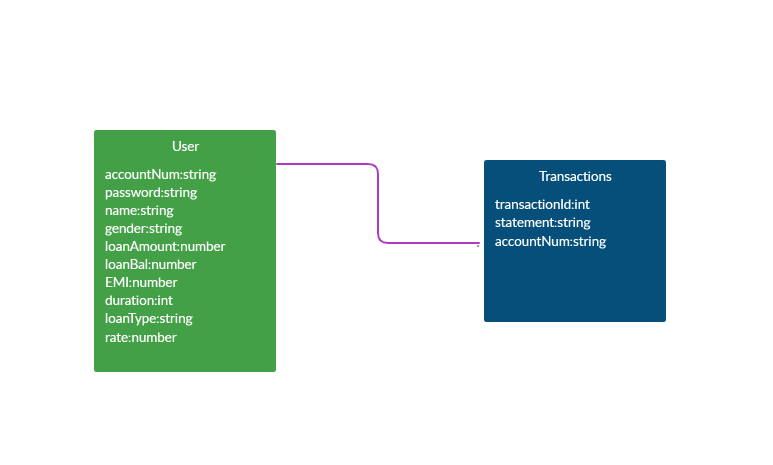 User
accountNum:string
password:string
name:string
gender:string
loanAmount:number
loanBal:number
EMI:number
duration:int
loanType:string
rate:number
Transactions
transactionId:int
statement:string
accountNum:string